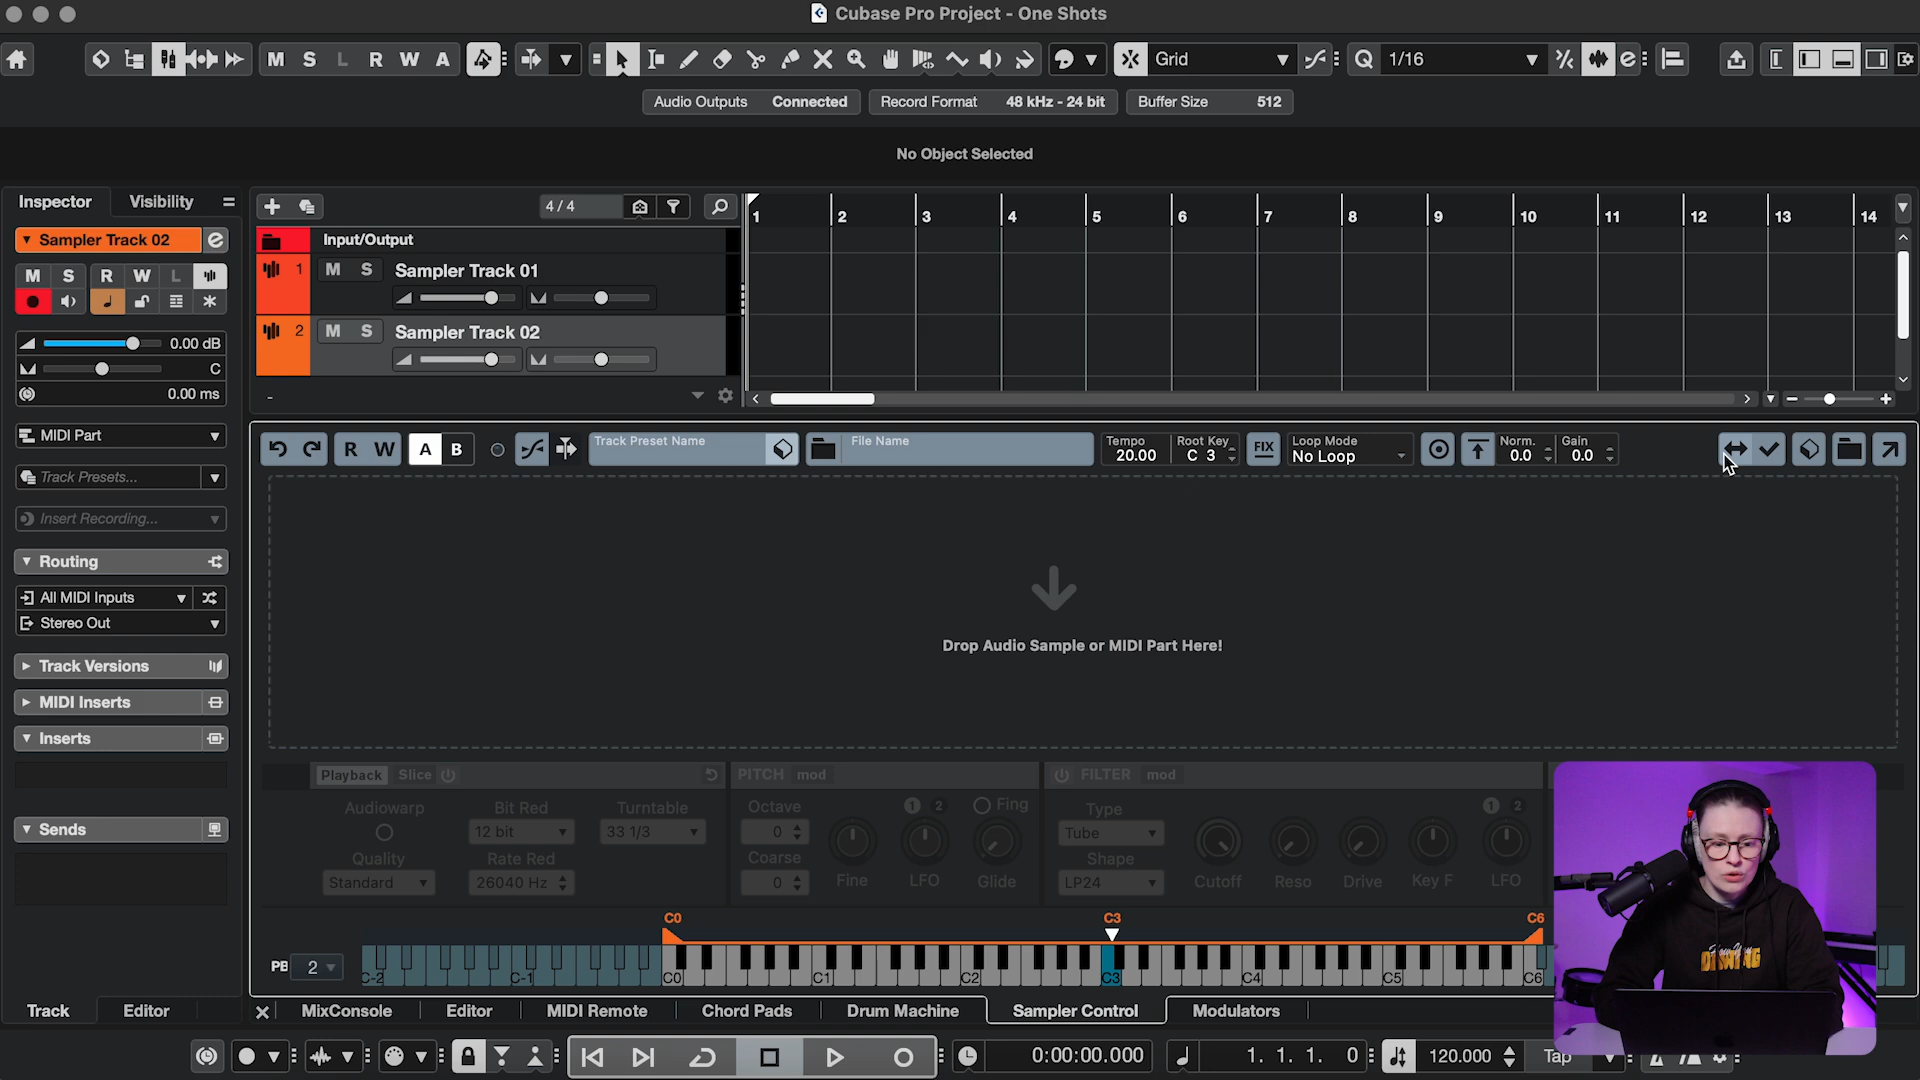 Cubase Pro Project - One Shots
M S L R W A Grid Q 1/16
Audio Outputs Connected Record Format 48 kHz - 24 bit Buffer Size 512
No Object Selected
Inspector Visibility 4 / 4 1 2 3 4 5 6 7 8 9 10 11 12 13 14
Sampler Track 02 e Input/Output
M S R W L 1 M S Sampler Track 01
2 M S Sampler Track 02
0.00 dB
C
0.00 ms
MIDI Part
R W A B Track Preset Name File Name Tempo 20.00 Root Key C 3 FIX Loop Mode No Loop Norm. 0.0 Gain 0.0
Track Presets...
Insert Recording...
Routing
All MIDI Inputs
Stereo Out
Drop Audio Sample or MIDI Part Here!
Track Versions
MIDI Inserts
Inserts
Sends
Playback Slice PITCH mod FILTER mod
Audiowarp Bit Red Turntable Octave 1 2 Fing Type 1 2
12 bit 33 1/3 0 Tube
Quality Rate Red Coarse Shape
Standard 26040 Hz 0 Fine LFO Glide LP24 Cutoff Reso Drive Key F LFO
C0 C3 C6
PB 2 C-2 C-1 C0 C1 C2 C3 C4 C5 C6
Track Editor MixConsole Editor MIDI Remote Chord Pads Drum Machine Sampler Control Modulators
0:00:00.000 1. 1. 1. 0 120.000 Tap